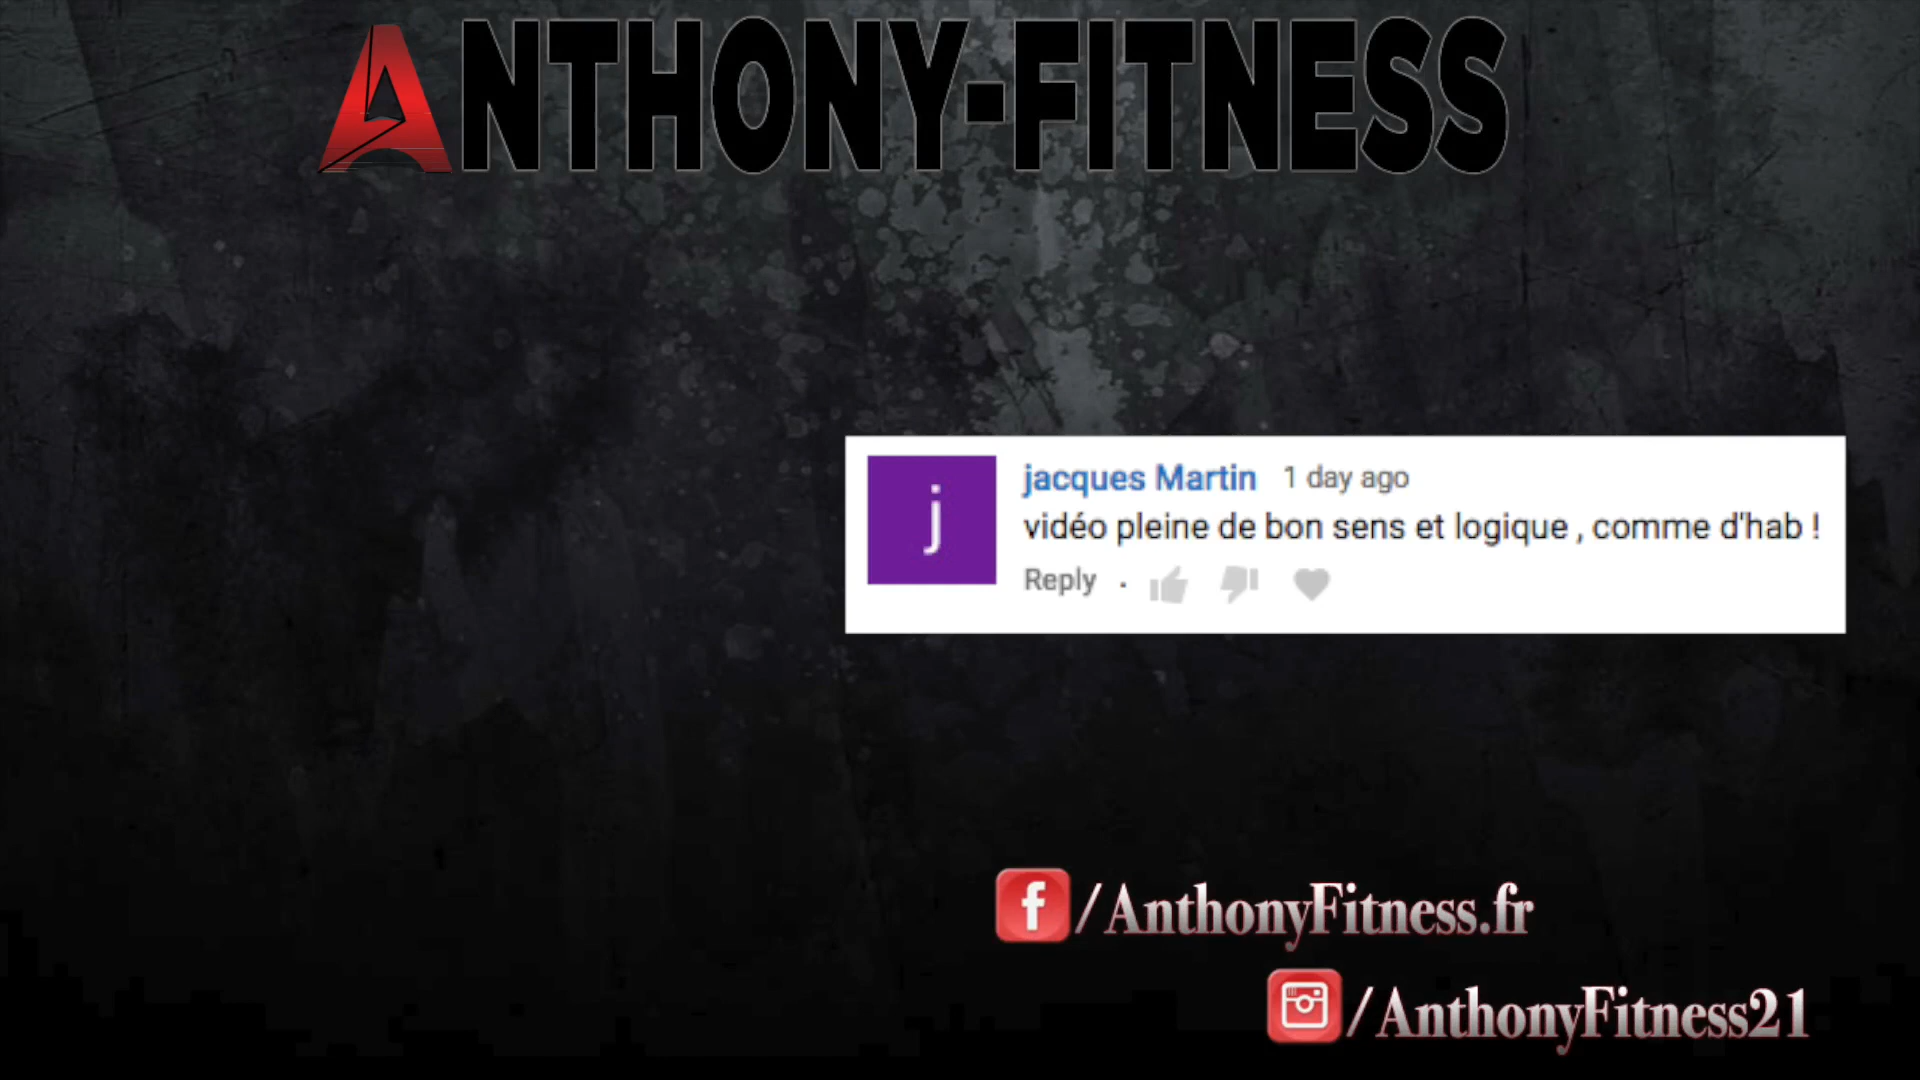 ANTHONY-FITNESS
j
jacques Martin 1 day ago
vidéo pleine de bon sens et logique , comme d'hab !
Reply .
f /AnthonyFitness.fr
/AnthonyFitness21